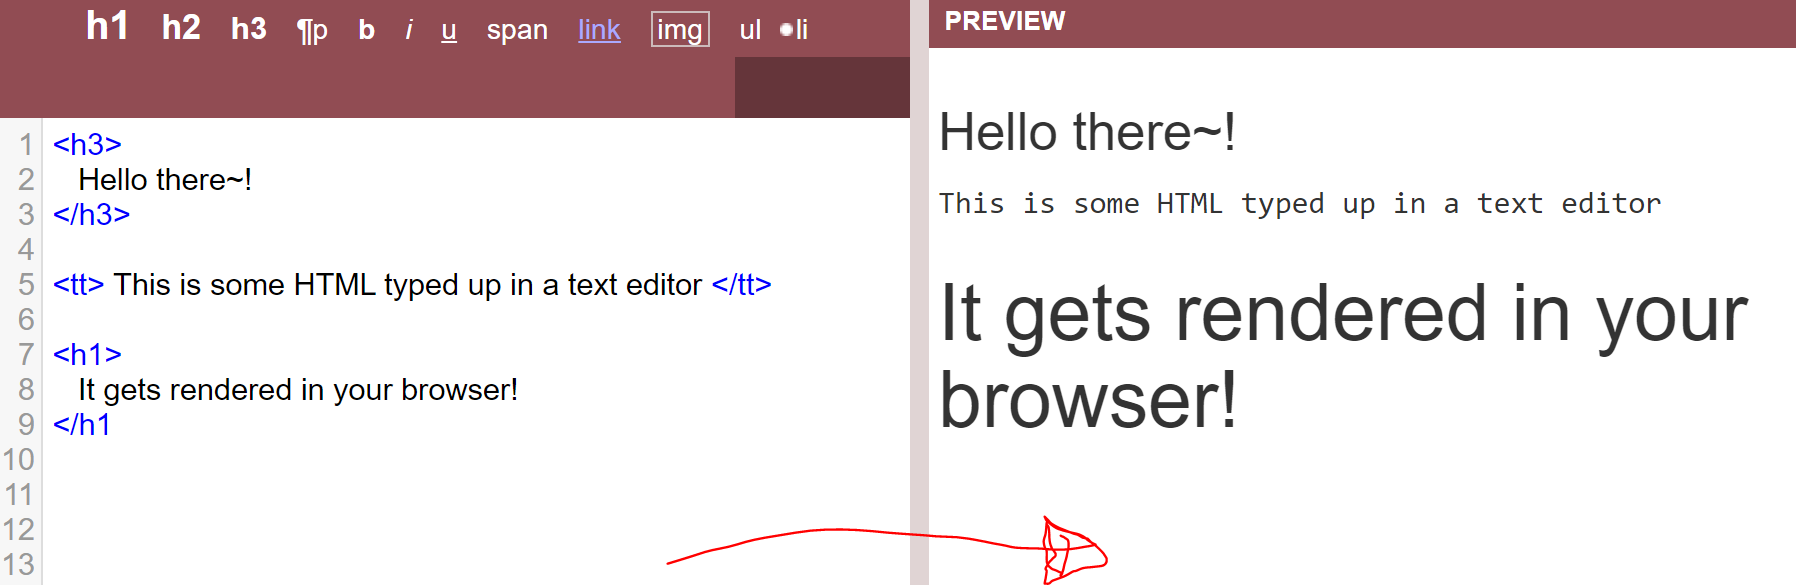 h1 h2 h3 ¶p b i u span link img ul li
PREVIEW
1 <h3>
2 Hello there~!
3 </h3>
4
5 <tt> This is some HTML typed up in a text editor </tt>
6
7 <h1>
8 It gets rendered in your browser!
9 </h1
10
11
12
13
Hello there~!
This is some HTML typed up in a text editor
It gets rendered in your
browser!